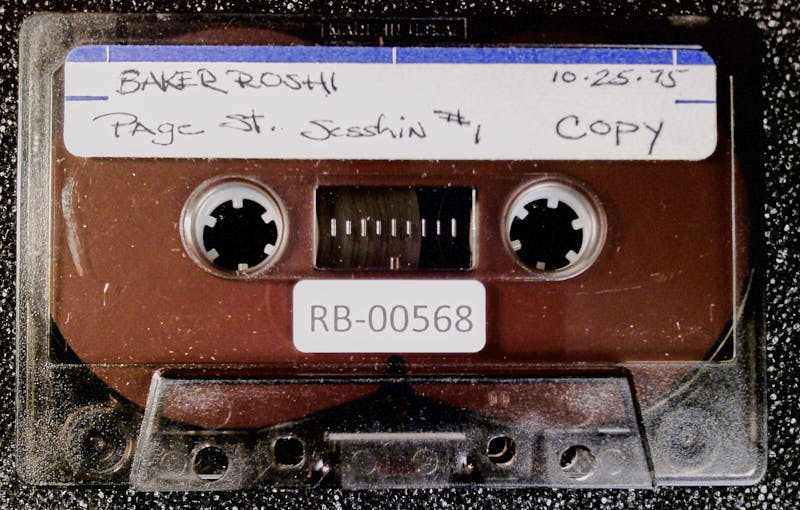 MADE IN U.S.A.
BAKER ROSHI 10.25.75
Page St.. Sesshin #1 Copy
RB-00568